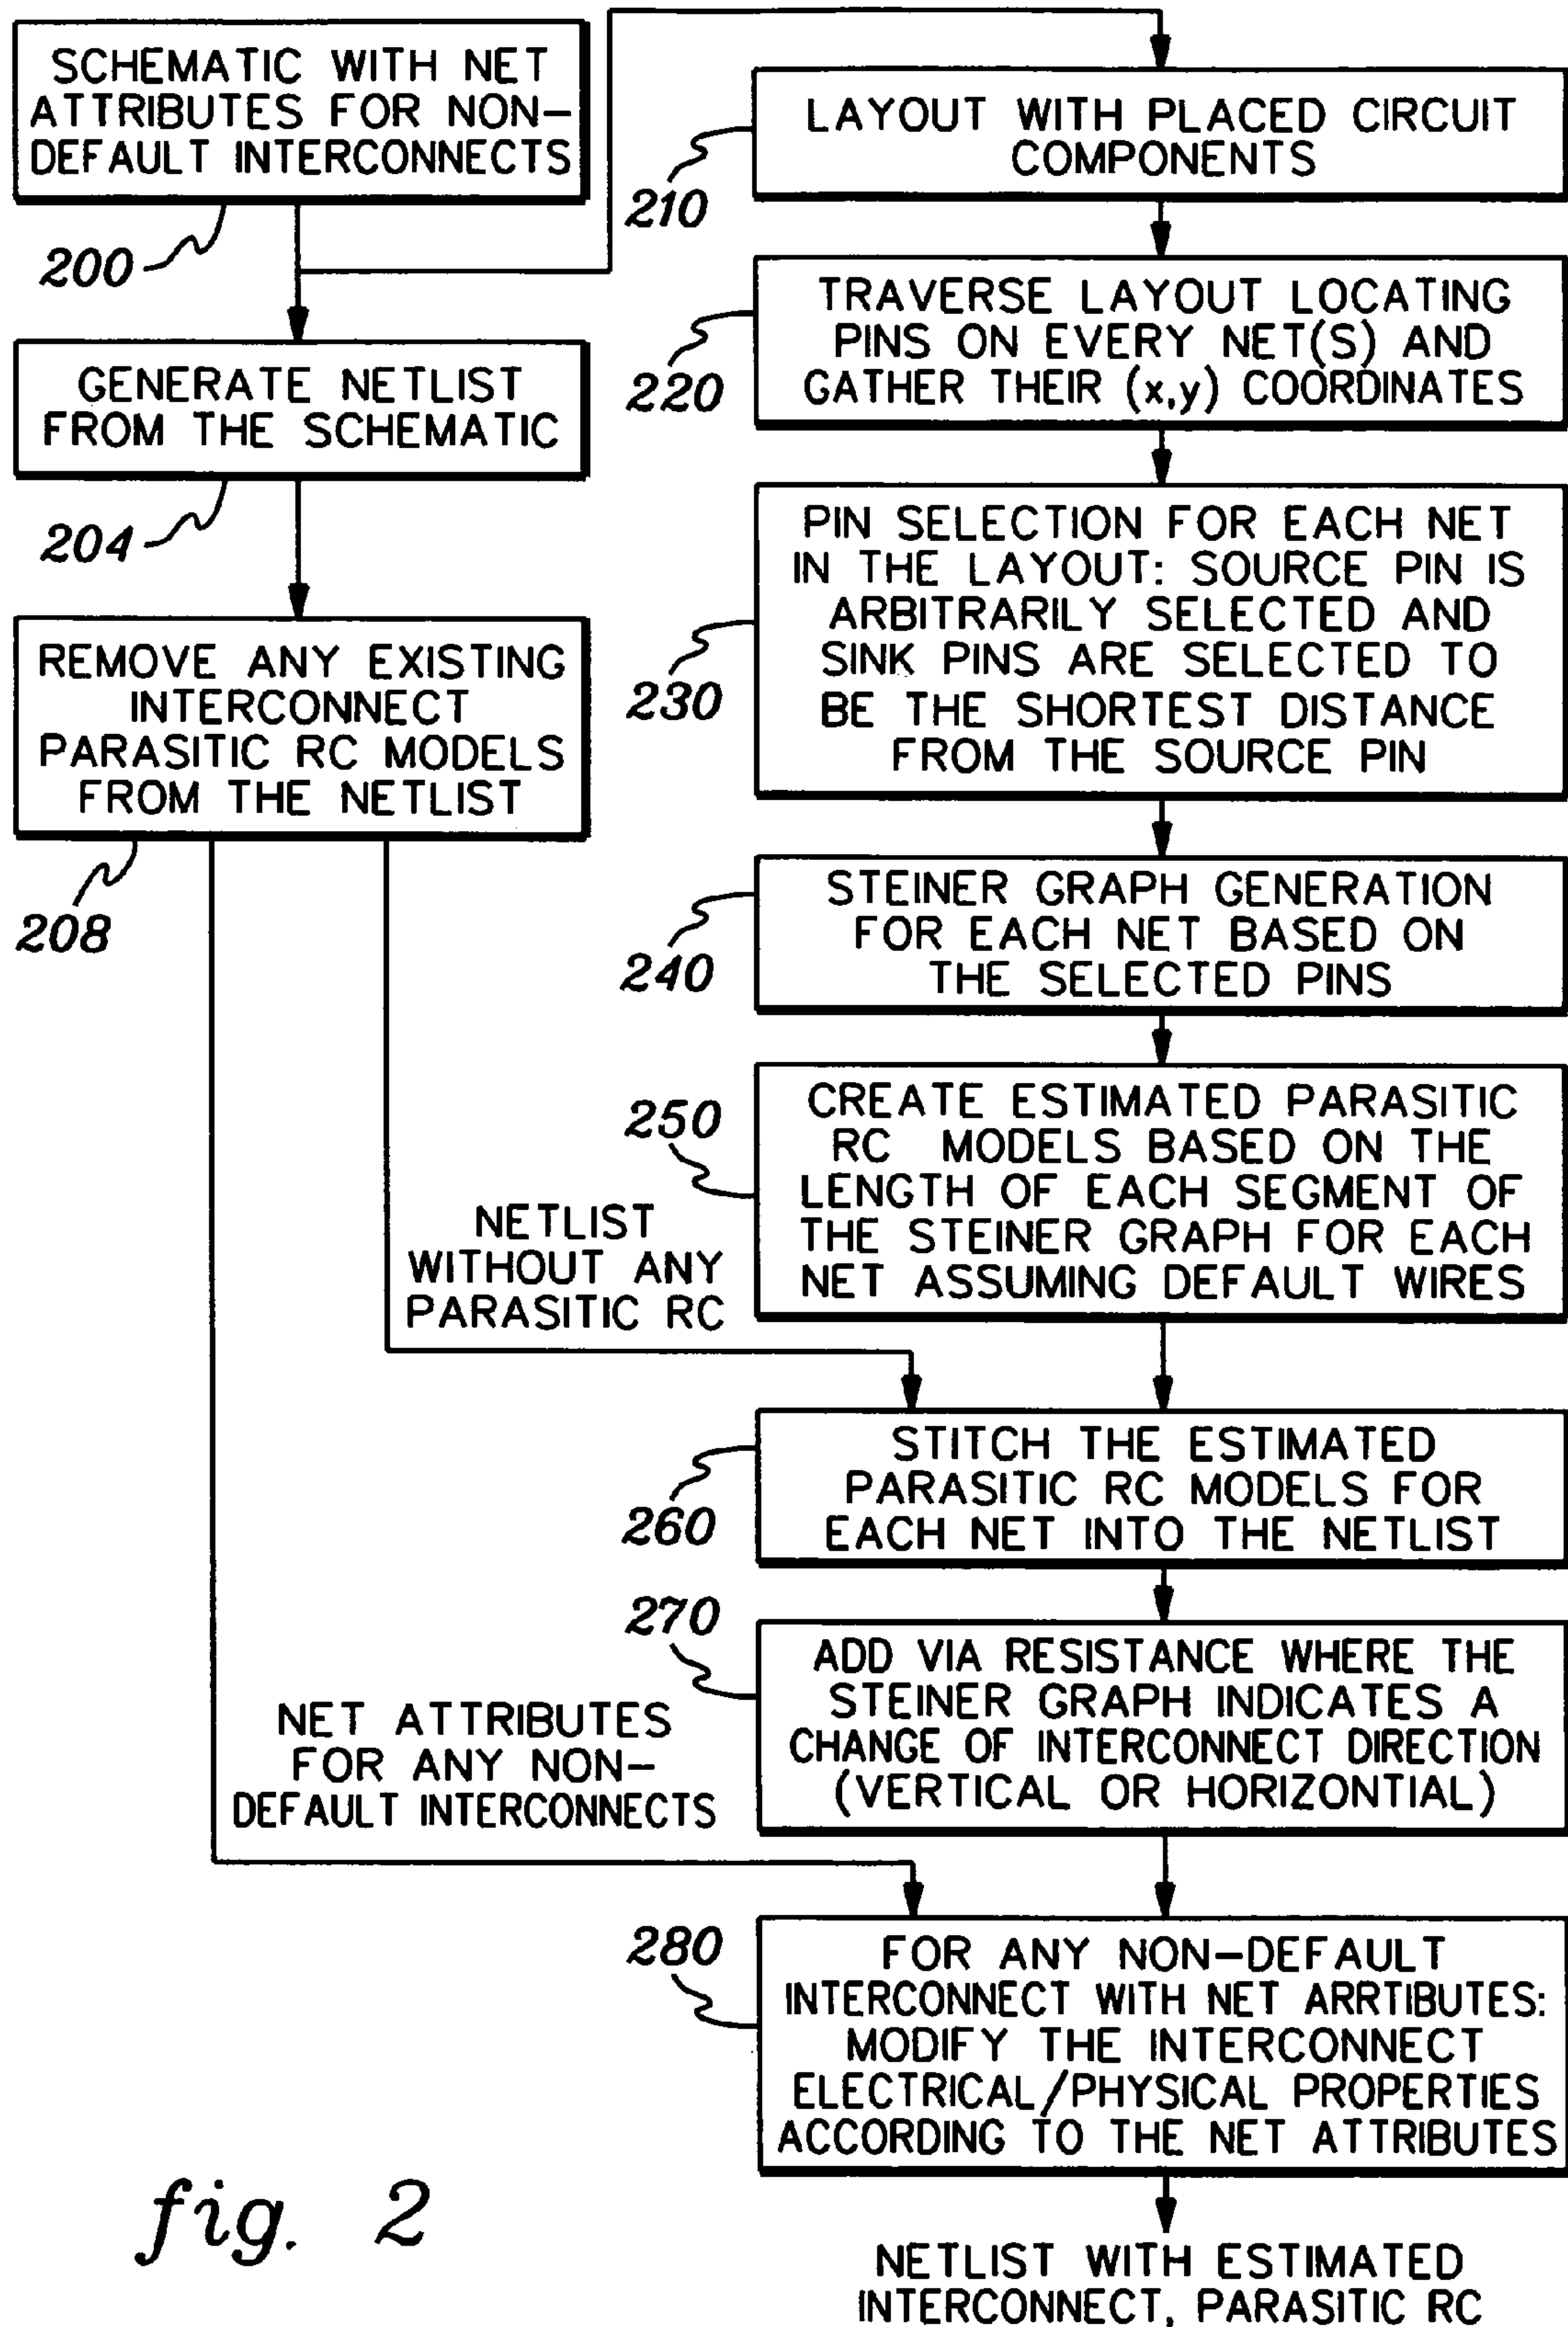 SCHEMATIC WITH NET
ATTRIBUTES FOR NON-
DEFAULT INTERCONNECTS
200
GENERATE NETLIST
FROM THE SCHEMATIC
204
REMOVE ANY EXISTING
INTERCONNECT
PARASITIC RC MODELS
FROM THE NETLIST
208
LAYOUT WITH PLACED CIRCUIT
COMPONENTS
210
TRAVERSE LAYOUT LOCATING
PINS ON EVERY NET(S) AND
GATHER THEIR (x,y) COORDINATES
220
PIN SELECTION FOR EACH NET
IN THE LAYOUT: SOURCE PIN IS
ARBITRARILY SELECTED AND
SINK PINS ARE SELECTED TO
BE THE SHORTEST DISTANCE
FROM THE SOURCE PIN
230
STEINER GRAPH GENERATION
FOR EACH NET BASED ON
THE SELECTED PINS
240
CREATE ESTIMATED PARASITIC
RC MODELS BASED ON THE
LENGTH OF EACH SEGMENT OF
THE STEINER GRAPH FOR EACH
NET ASSUMING DEFAULT WIRES
250
NETLIST
WITHOUT ANY
PARASITIC RC
STITCH THE ESTIMATED
PARASITIC RC MODELS FOR
EACH NET INTO THE NETLIST
260
ADD VIA RESISTANCE WHERE THE
STEINER GRAPH INDICATES A
CHANGE OF INTERCONNECT DIRECTION
(VERTICAL OR HORIZONTIAL)
270
NET ATTRIBUTES
FOR ANY NON-
DEFAULT INTERCONNECTS
FOR ANY NON-DEFAULT
INTERCONNECT WITH NET ARRTIBUTES:
MODIFY THE INTERCONNECT
ELECTRICAL/PHYSICAL PROPERTIES
ACCORDING TO THE NET ATTRIBUTES
280
NETLIST WITH ESTIMATED
INTERCONNECT, PARASITIC RC
fig. 2